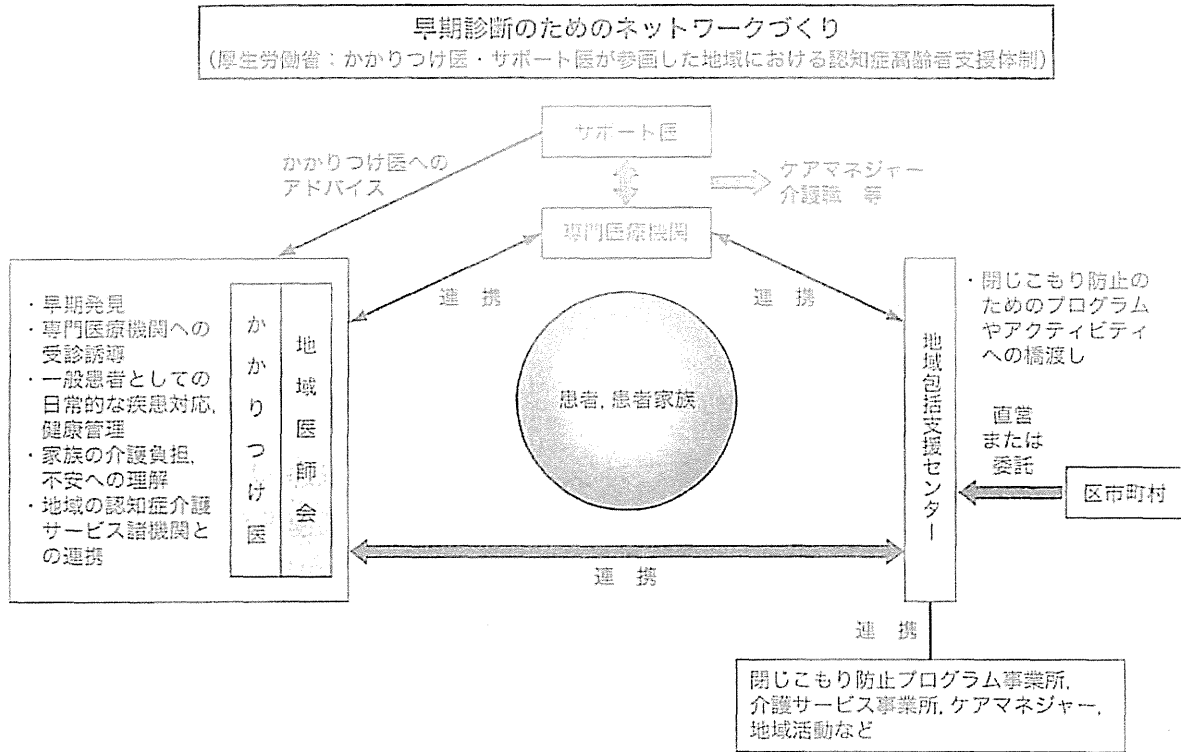 早期診断のためのネットワークづくり
(厚生労働省：かかりつけ医・サポート医が参画した地域における認知症高齢者支援体制)
サポート医
かかりつけ医への
アドバイス
ケアマネジャー
介護職　等
専門医療機関
連　携
連　携
・早期発見
・専門医療機関への
受診誘導
・一般患者としての
日常的な疾患対応,
健康管理
・家族の介護負担,
不安への理解
・地域の認知症介護
サービス諸機関と
の連携
かかりつけ医
地域医師会
患者, 患者家族
地域包括支援センター
・閉じこもり防止の
ためのプログラム
やアクティビティ
への橋渡し
直営
または
委託
区市町村
連　携
連　携
閉じこもり防止プログラム事業所,
介護サービス事業所, ケアマネジャー,
地域活動など